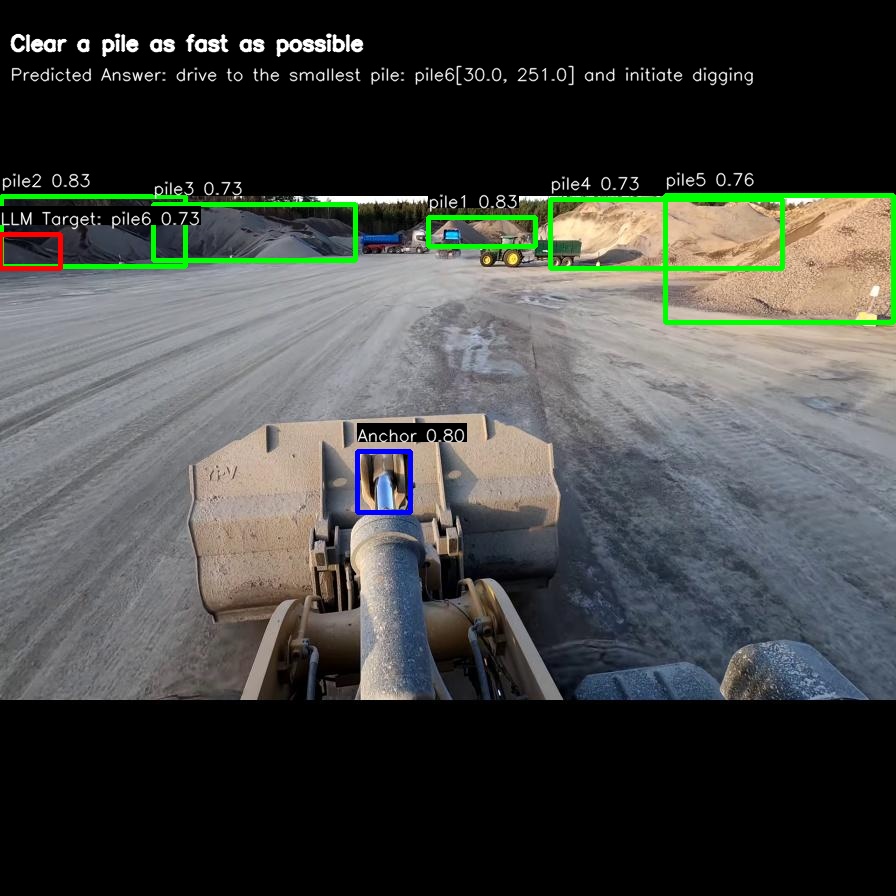 Clear a pile as fast as possible
Predicted Answer: drive to the smallest pile: pile6[30.0, 251.0] and initiate digging
pile2 0.83
pile3 0.73
pile1 0.83
pile4 0.73
pile5 0.76
LLM Target: pile6 0.73
Anchor 0.80